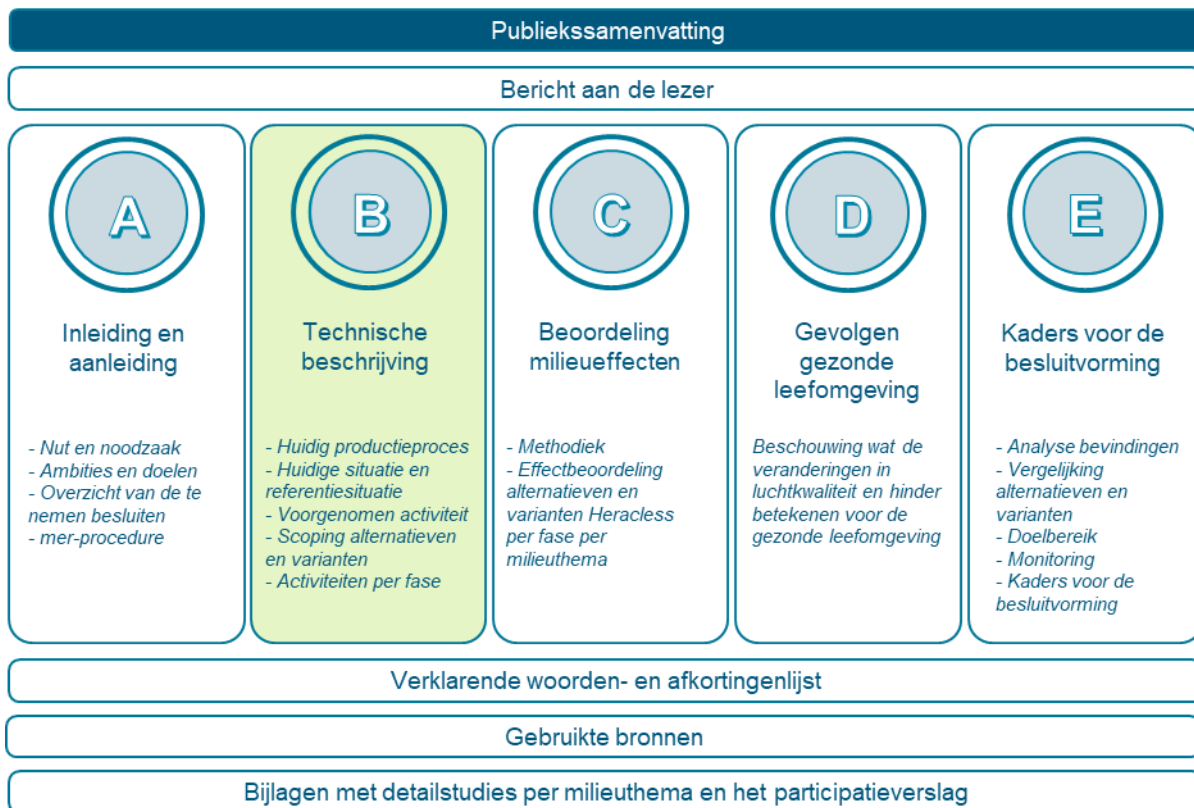 Publiekssamenvatting
Bericht aan de lezer
A
Inleiding en
aanleiding
- Nut en noodzaak
- Ambities en doelen
- Overzicht van de te
nemen besluiten
- mer-procedure
B
Technische
beschrijving
- Huidig productieproces
- Huidige situatie en
referentiesituatie
- Voorgenomen activiteit
- Scoping alternatieven
en varianten
- Activiteiten per fase
C
Beoordeling
milieueffecten
- Methodiek
- Effectbeoordeling
alternatieven en
varianten Heracless
per fase per
milieuthema
D
Gevolgen
gezonde
leefomgeving
Beschouwing wat de
veranderingen in
luchtkwaliteit en hinder
betekenen voor de
gezonde leefomgeving
E
Kaders voor de
besluitvorming
- Analyse bevindingen
- Vergelijking
alternatieven en
varianten
- Doelbereik
- Monitoring
- Kaders voor de
besluitvorming
Verklarende woorden- en afkortingenlijst
Gebruikte bronnen
Bijlagen met detailstudies per milieuthema en het participatieverslag